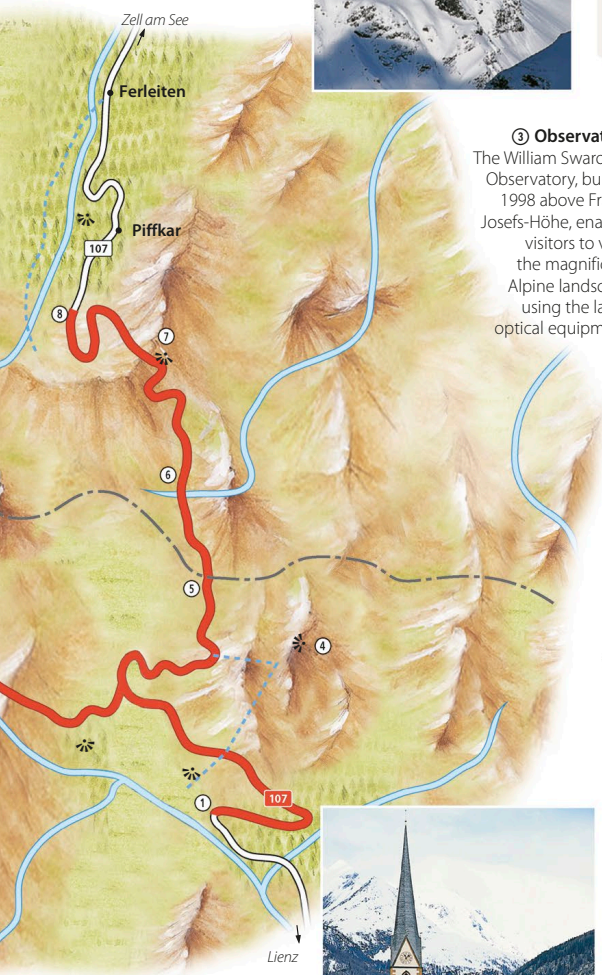 Zell am See
Ferleiten
③ Observat
The William Swaro
Observatory, bu
1998 above Fr
Josefs-Höhe, ena
visitors to v
the magnific
Alpine landsc
using the la
optical equipm
Piffkar
107
⑧
⑦
⑥
⑤
④
①
107
Lienz